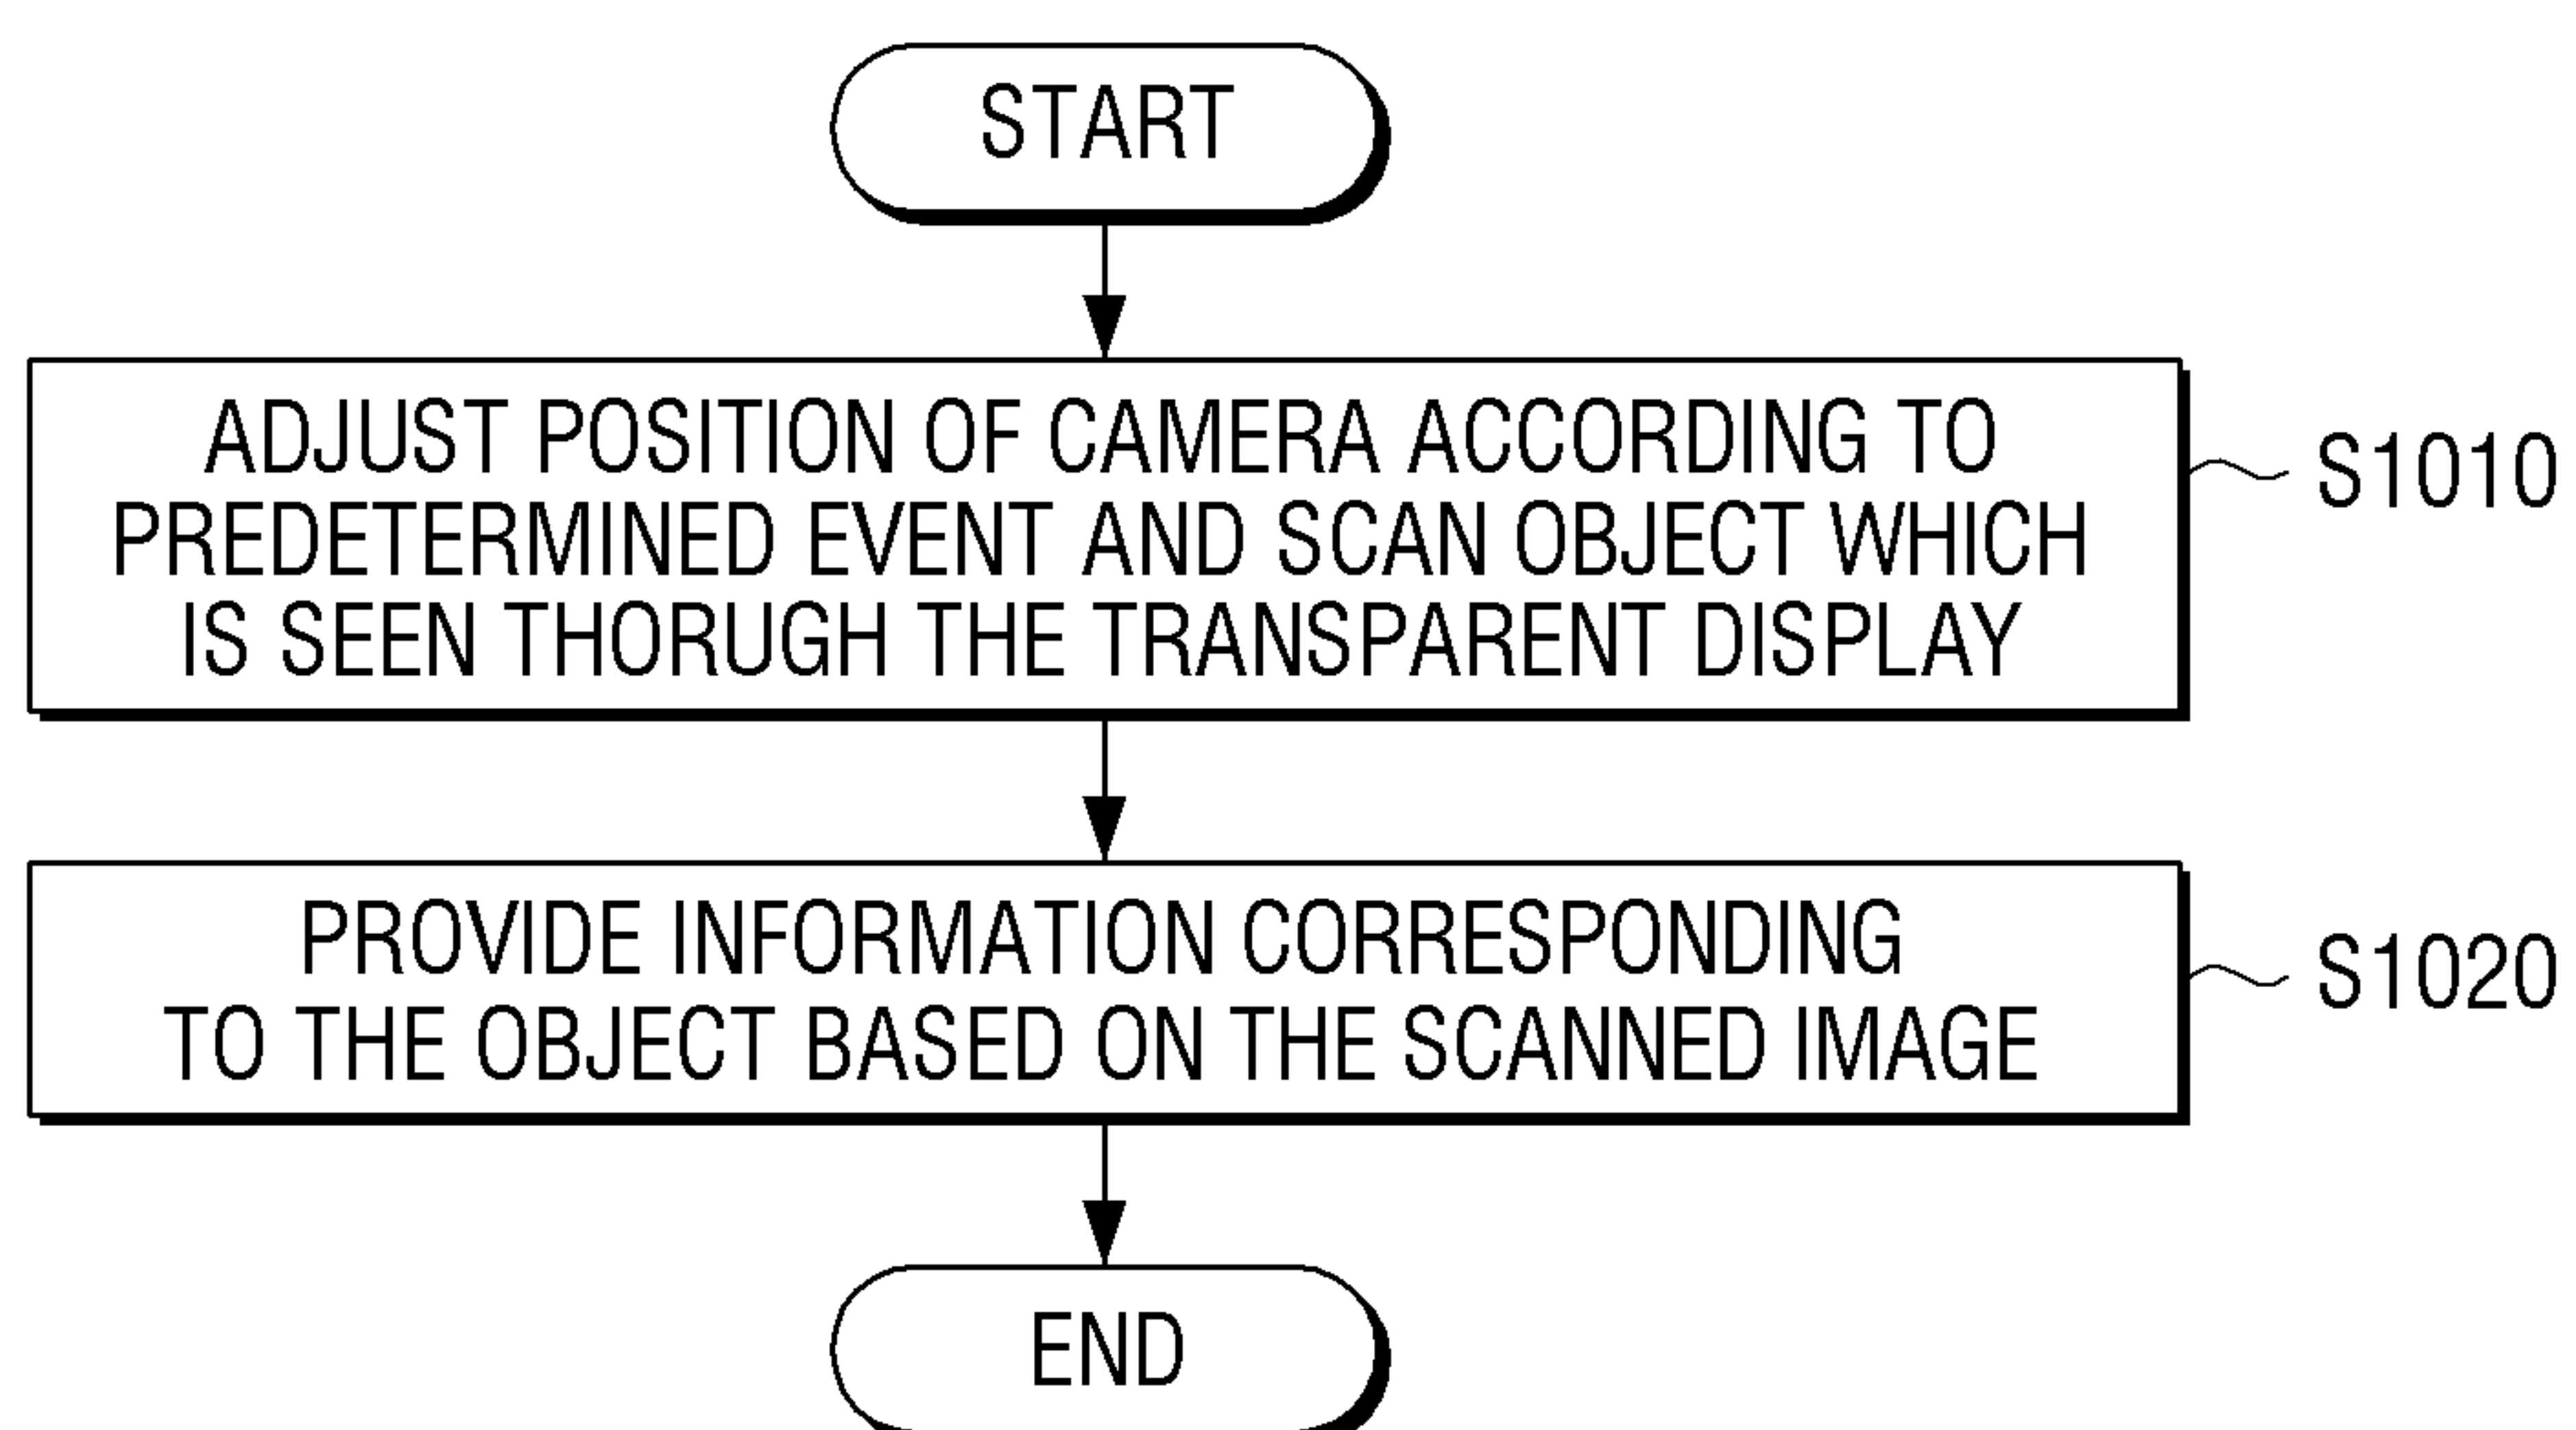 START
ADJUST POSITION OF CAMERA ACCORDING TO
PREDETERMINED EVENT AND SCAN OBJECT WHICH
IS SEEN THORUGH THE TRANSPARENT DISPLAY
S1010
PROVIDE INFORMATION CORRESPONDING
TO THE OBJECT BASED ON THE SCANNED IMAGE
S1020
END